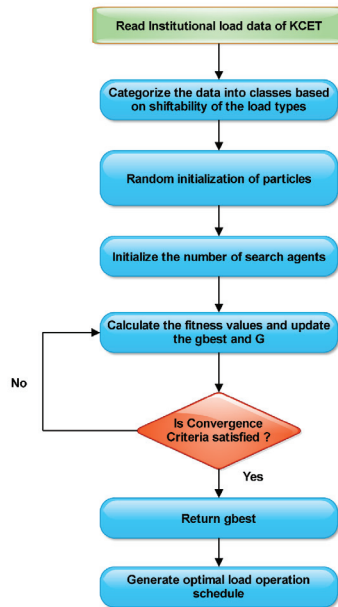 Read Institutional load data of KCET
Categorize the data into classes based
on shiftability of the load types
Random initialization of particles
Initialize the number of search agents
Calculate the fitness values and update
the gbest and G
No
Is Convergence
Criteria satisfied ?
Yes
Return gbest
Generate optimal load operation
schedule